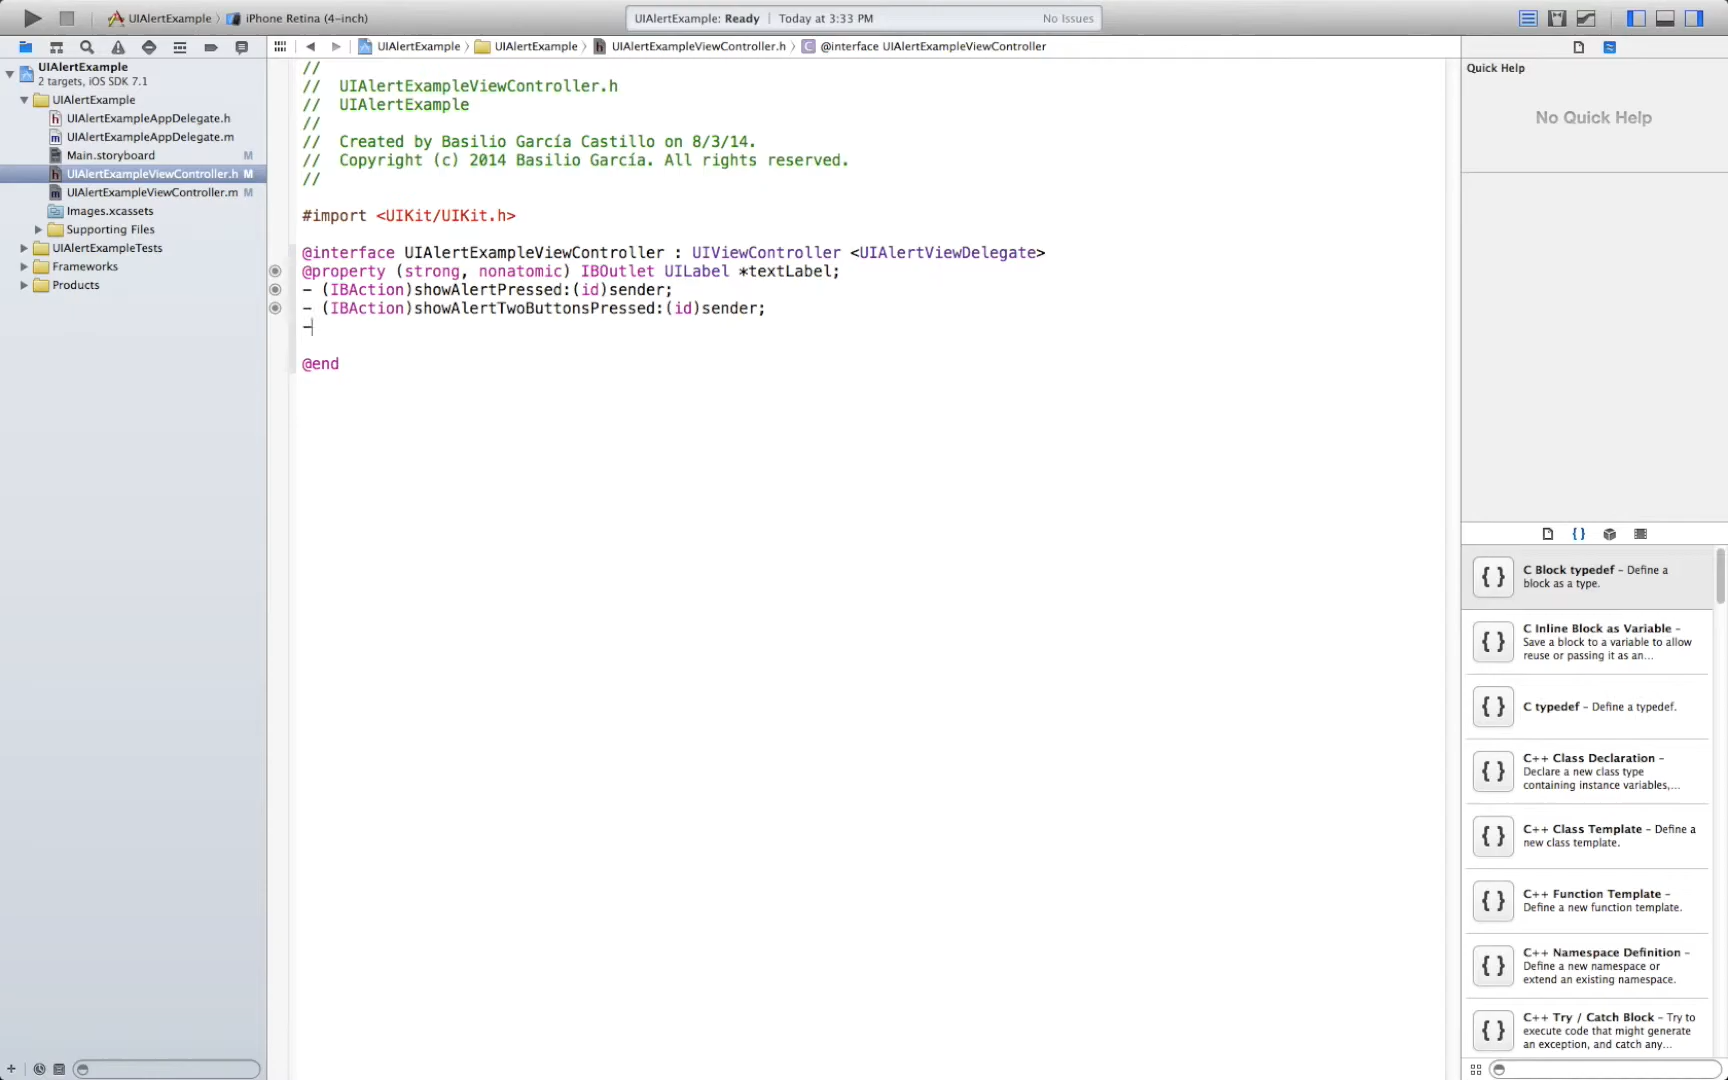 UIAlertExample iPhone Retina (4-inch)
UIAlertExample: Ready Today at 3:33 PM No Issues
UIAlertExample UIAlertExample UIAlertExampleViewController.h @interface UIAlertExampleViewController
UIAlertExample
2 targets, iOS SDK 7.1
UIAlertExample
UIAlertExampleAppDelegate.h
UIAlertExampleAppDelegate.m
Main.storyboard M
UIAlertExampleViewController.h M
UIAlertExampleViewController.m M
Images.xcassets
Supporting Files
UIAlertExampleTests
Frameworks
Products
//
// UIAlertExampleViewController.h
// UIAlertExample
//
// Created by Basilio García Castillo on 8/3/14.
// Copyright (c) 2014 Basilio García. All rights reserved.
//
#import <UIKit/UIKit.h>
@interface UIAlertExampleViewController : UIViewController <UIAlertViewDelegate>
@property (strong, nonatomic) IBOutlet UILabel *textLabel;
- (IBAction)showAlertPressed:(id)sender;
- (IBAction)showAlertTwoButtonsPressed:(id)sender;
-
@end
Quick Help
No Quick Help
{ }
{ } C Block typedef – Define a
block as a type.
{ } C Inline Block as Variable –
Save a block to a variable to allow
reuse or passing it as an...
{ } C typedef – Define a typedef.
{ } C++ Class Declaration –
Declare a new class type
containing instance variables,...
{ } C++ Class Template – Define a
new class template.
{ } C++ Function Template –
Define a new function template.
{ } C++ Namespace Definition –
Define a new namespace or
extend an existing namespace.
{ } C++ Try / Catch Block – Try to
execute code that might generate
an exception, and catch any...